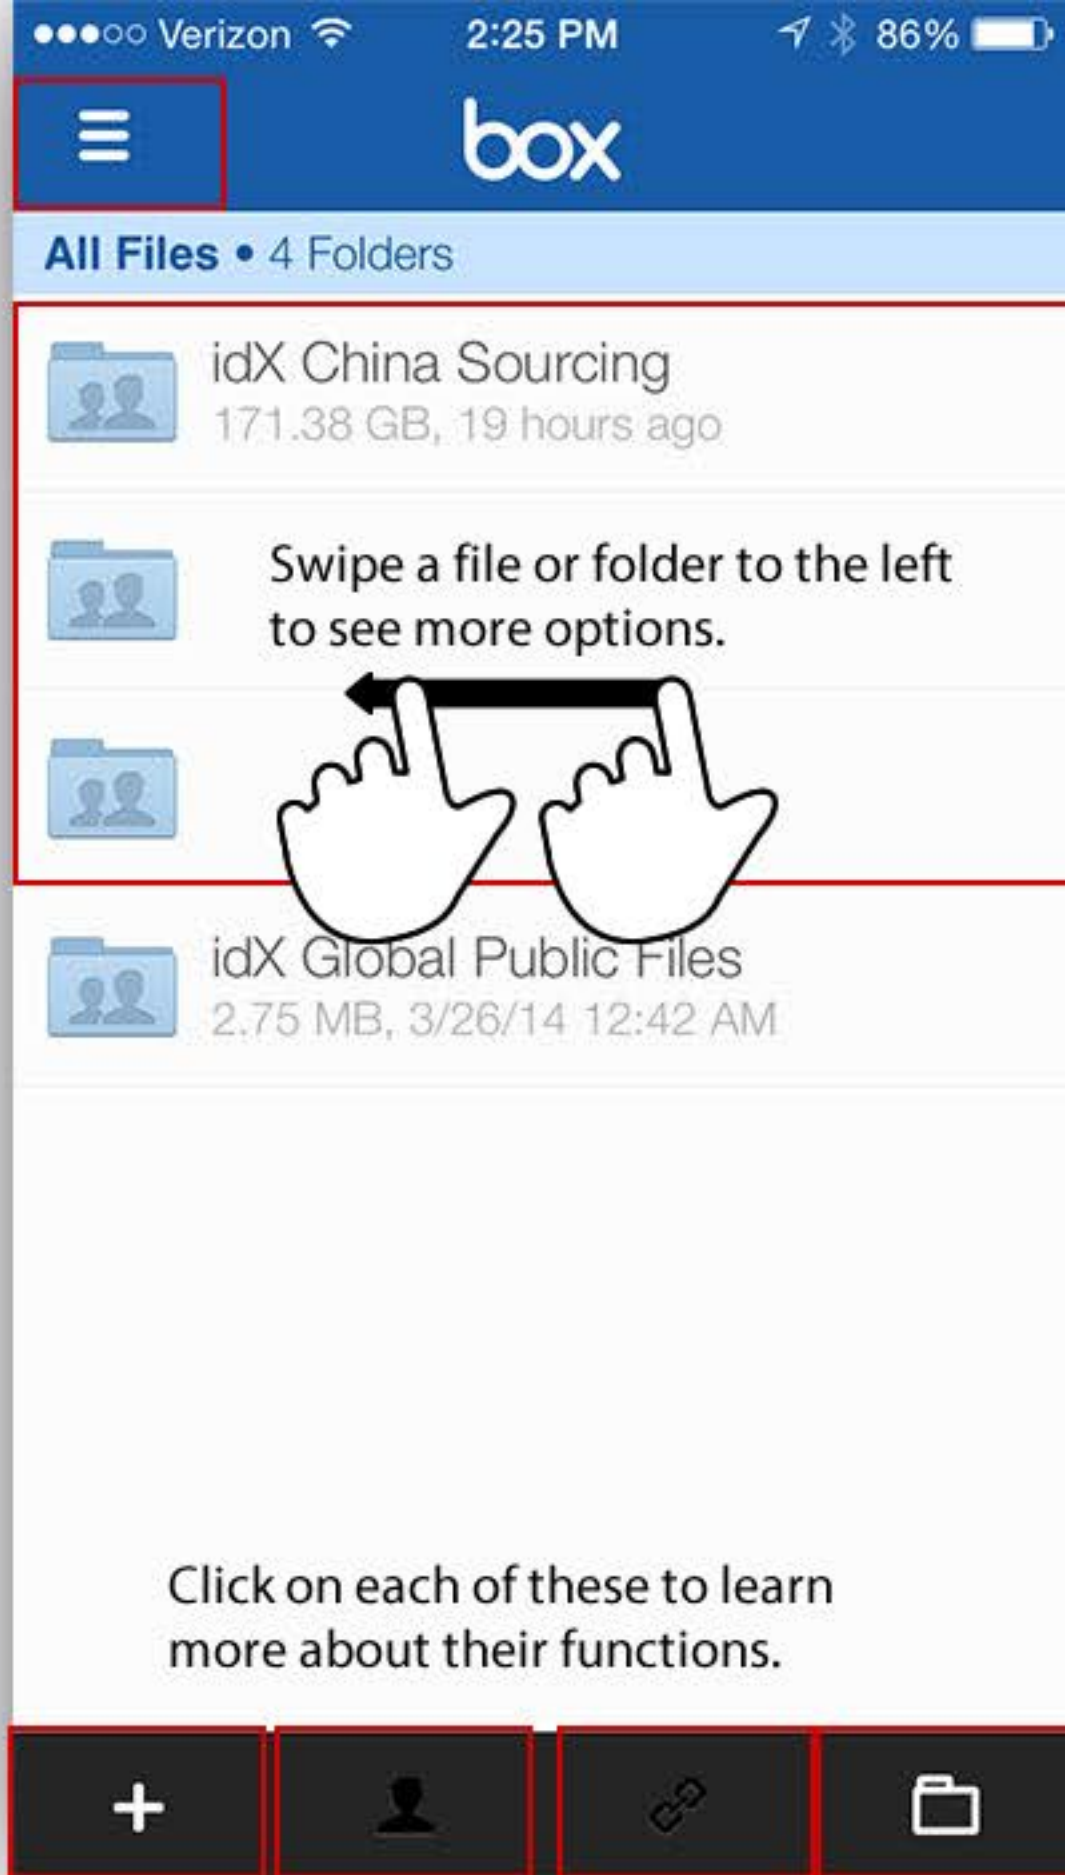 Verizon 2:25 PM 86%
box
All Files • 4 Folders
idX China Sourcing
171.38 GB, 19 hours ago
Swipe a file or folder to the left
to see more options.
idX Global Public Files
2.75 MB, 3/26/14 12:42 AM
Click on each of these to learn
more about their functions.